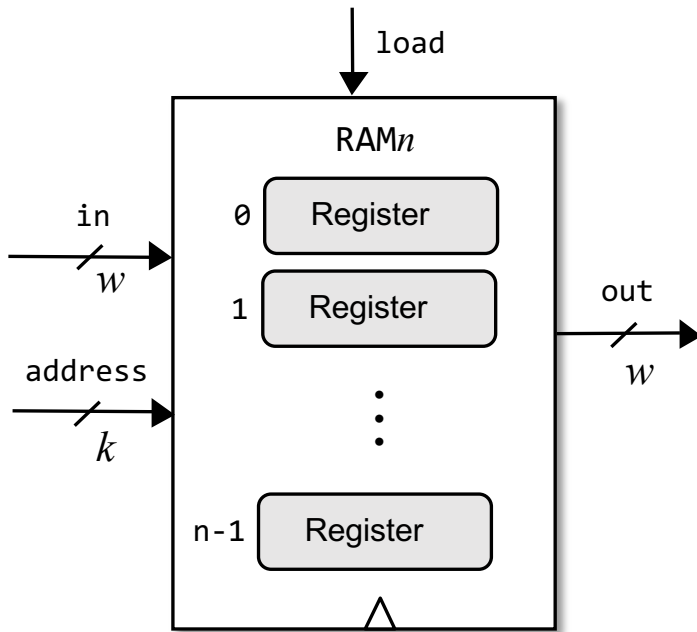 load
RAMn
in
0 Register
w
1 Register
out
address
w
k
n-1 Register